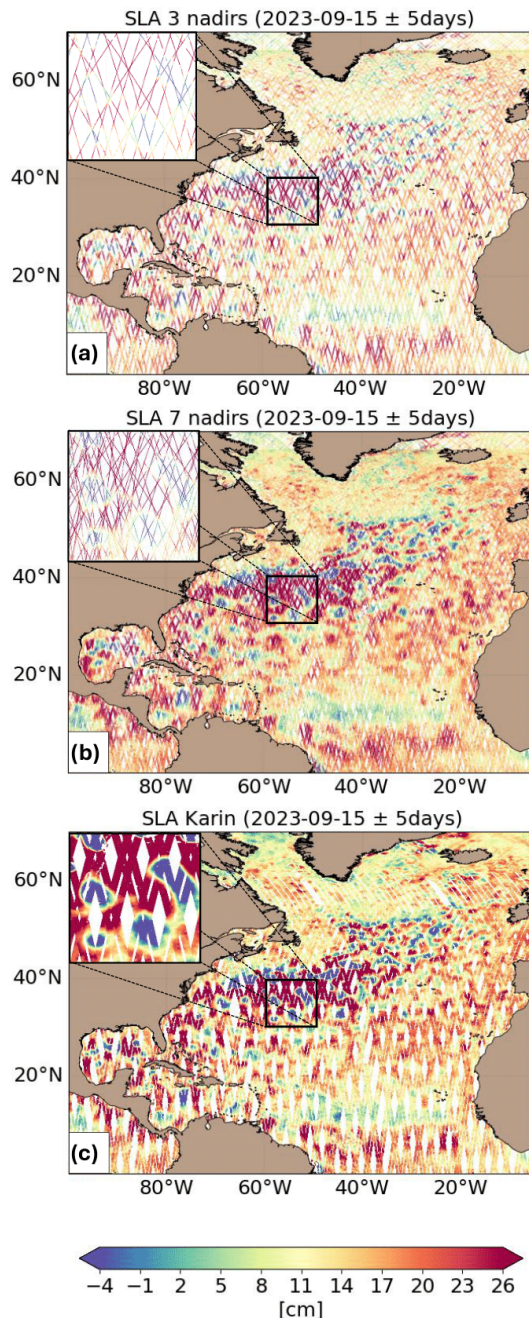 SLA 3 nadirs (2023-09-15 ± 5days)
60°N
40°N
20°N
(a)
80°W 60°W 40°W 20°W
SLA 7 nadirs (2023-09-15 ± 5days)
60°N
40°N
20°N
(b)
80°W 60°W 40°W 20°W
SLA Karin (2023-09-15 ± 5days)
60°N
40°N
20°N
(c)
80°W 60°W 40°W 20°W
−4 −1 2 5 8 11 14 17 20 23 26
[cm]